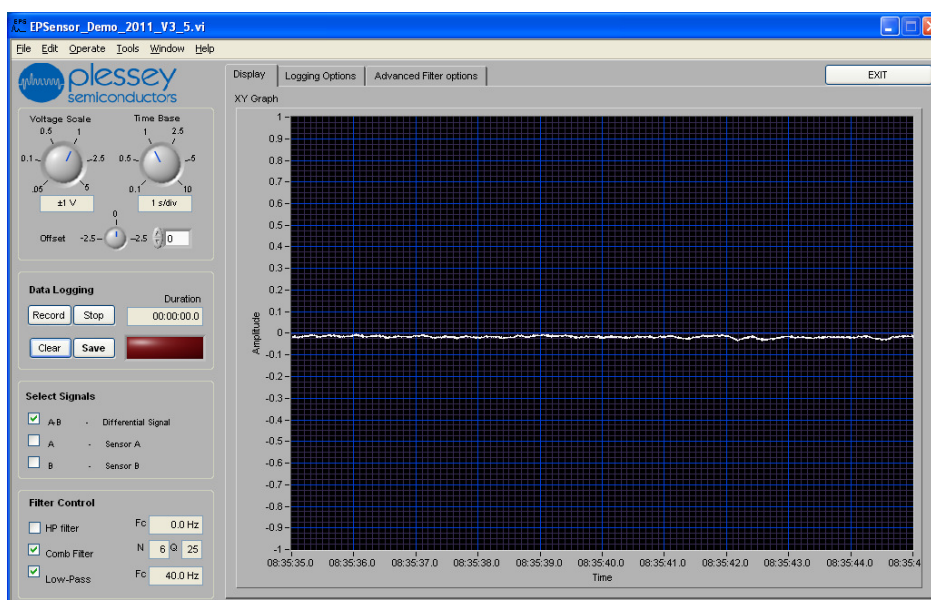 EPSensor_Demo_2011_V3_5.vi
File Edit Operate Tools Window Help
plessey
semiconductors
Voltage Scale
0.5 1
0.1 2.5
.05 5
±1 V
Time Base
1 2.5
0.5 5
0.1 10
1 s/div
0
Offset -2.5 2.5 0
Data Logging
Duration
Record Stop 00:00:00.0
Clear Save
Select Signals
A-B - Differential Signal
A - Sensor A
B - Sensor B
Filter Control
HP filter Fc 0.0 Hz
Comb Filter N 6 Q 25
Low-Pass Fc 40.0 Hz
Display Logging Options Advanced Filter options EXIT
XY Graph
Amplitude
1
0.9
0.8
0.7
0.6
0.5
0.4
0.3
0.2
0.1
0
-0.1
-0.2
-0.3
-0.4
-0.5
-0.6
-0.7
-0.8
-0.9
-1
08:35:35.0 08:35:36.0 08:35:37.0 08:35:38.0 08:35:39.0 08:35:40.0 08:35:41.0 08:35:42.0 08:35:43.0 08:35:44.0 08:35:4
Time